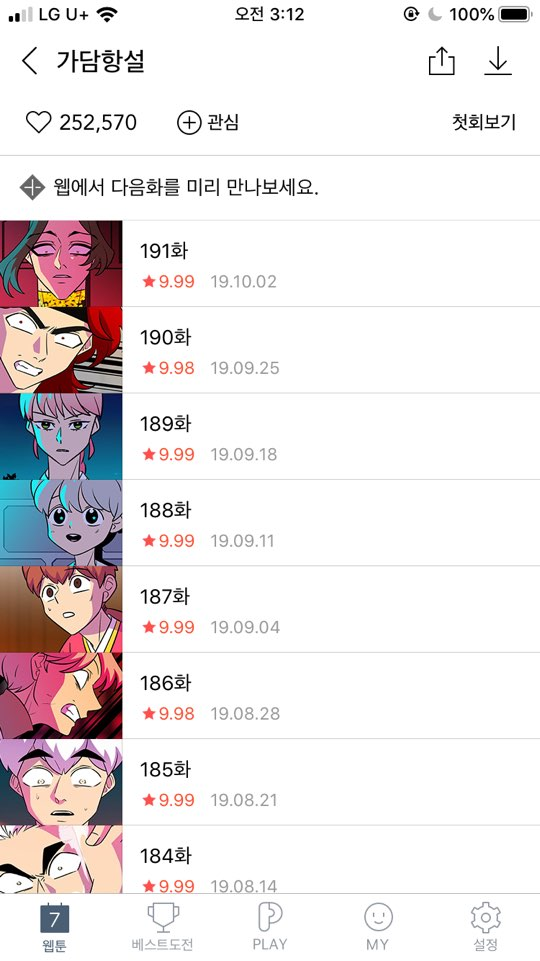 LG U+ 오전 3:12 100%
가담항설
252,570 관심 첫회보기
웹에서 다음화를 미리 만나보세요.
191화
★9.99 19.10.02
190화
★9.98 19.09.25
189화
★9.99 19.09.18
188화
★9.99 19.09.11
187화
★9.99 19.09.04
186화
★9.98 19.08.28
185화
★9.99 19.08.21
184화
★9.99 19.08.14
7
웹툰 베스트도전 PLAY MY 설정